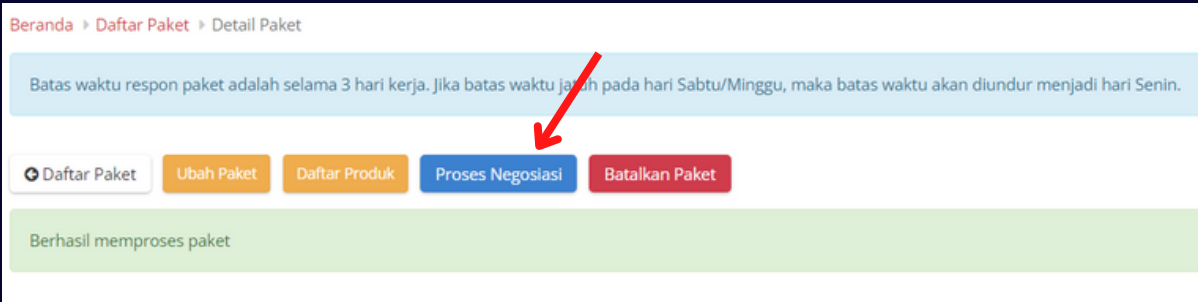 Beranda Daftar Paket Detail Paket
Batas waktu respon paket adalah selama 3 hari kerja. Jika batas waktu jatuh pada hari Sabtu/Minggu, maka batas waktu akan diundur menjadi hari Senin.
Daftar Paket Ubah Paket Daftar Produk Proses Negosiasi Batalkan Paket
Berhasil memproses paket